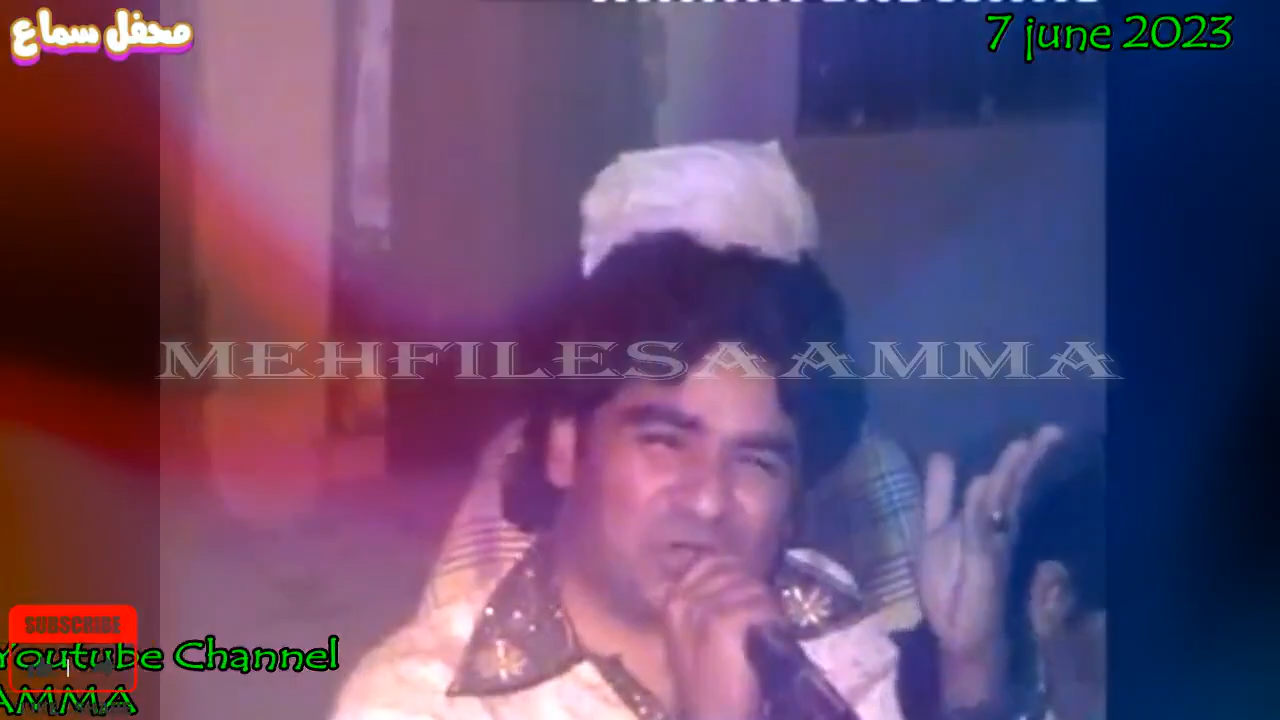 محفل سماع
7 june 2023
MEHFILESAAMMA
SUBSCRIBE
Youtube Channel
AMMA